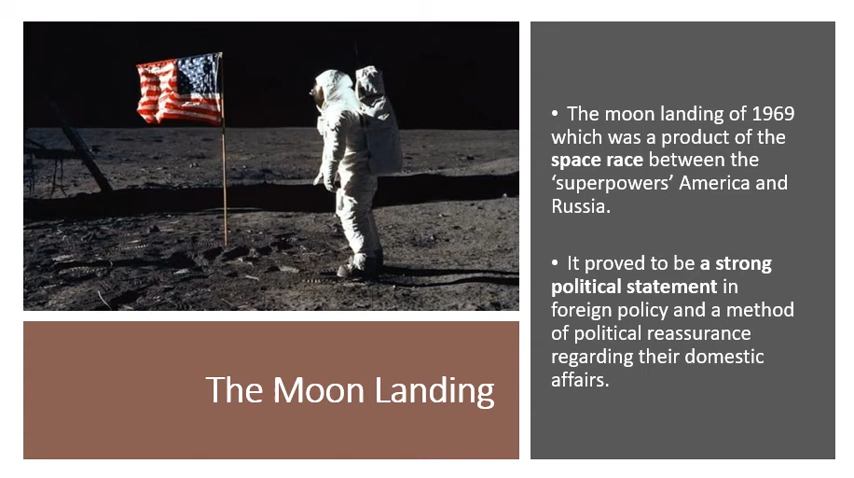 • The moon landing of 1969
which was a product of the
space race between the
‘superpowers’ America and
Russia.
• It proved to be a strong
political statement in
foreign policy and a method
of political reassurance
regarding their domestic
affairs.
The Moon Landing